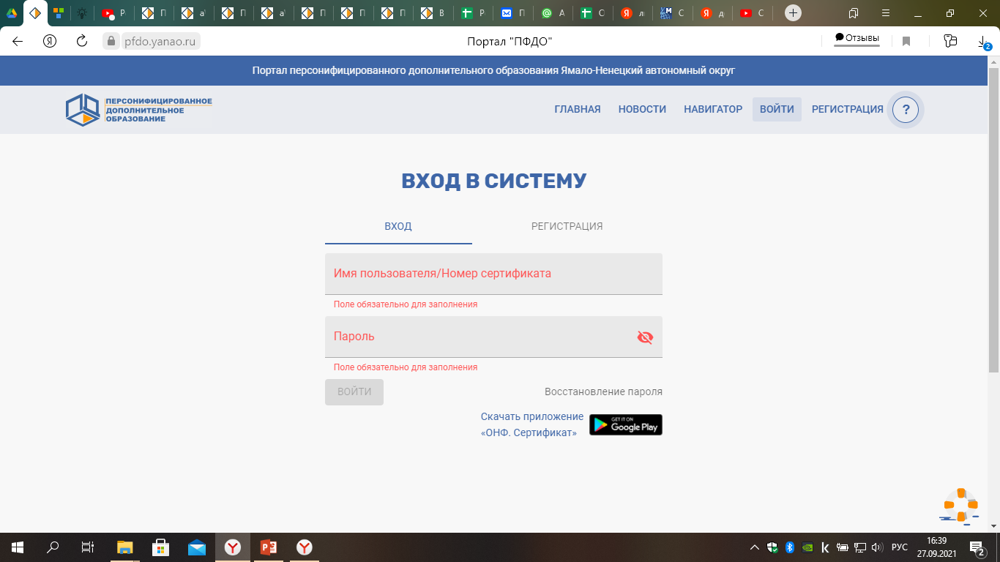 Р П а\ П а\ П П П В Р П А С л С д С
pfdo.yanao.ru Портал "ПФДО" Отзывы 2
Портал персонифицированного дополнительного образования Ямало-Ненецкий автономный округ
ПЕРСОНИФИЦИРОВАННОЕ
ДОПОЛНИТЕЛЬНОЕ
ОБРАЗОВАНИЕ
ГЛАВНАЯ НОВОСТИ НАВИГАТОР ВОЙТИ РЕГИСТРАЦИЯ ?
ВХОД В СИСТЕМУ
ВХОД РЕГИСТРАЦИЯ
Имя пользователя/Номер сертификата
Поле обязательно для заполнения
Пароль
Поле обязательно для заполнения
ВОЙТИ Восстановление пароля
Скачать приложение
«ОНФ. Сертификат»
GET IT ON
Google Play
РУС
16:39
27.09.2021
2